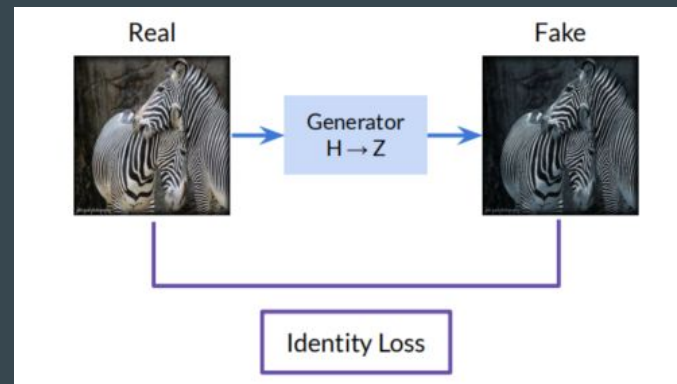 Real
Fake
Generator
H → Z
Identity Loss